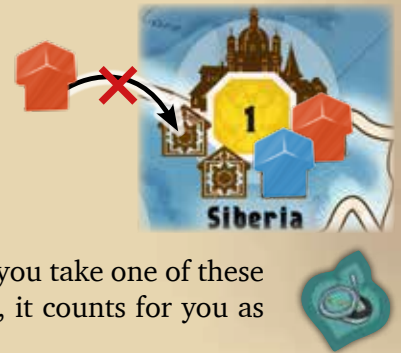 1
Siberia
you take one of these
, it counts for you as